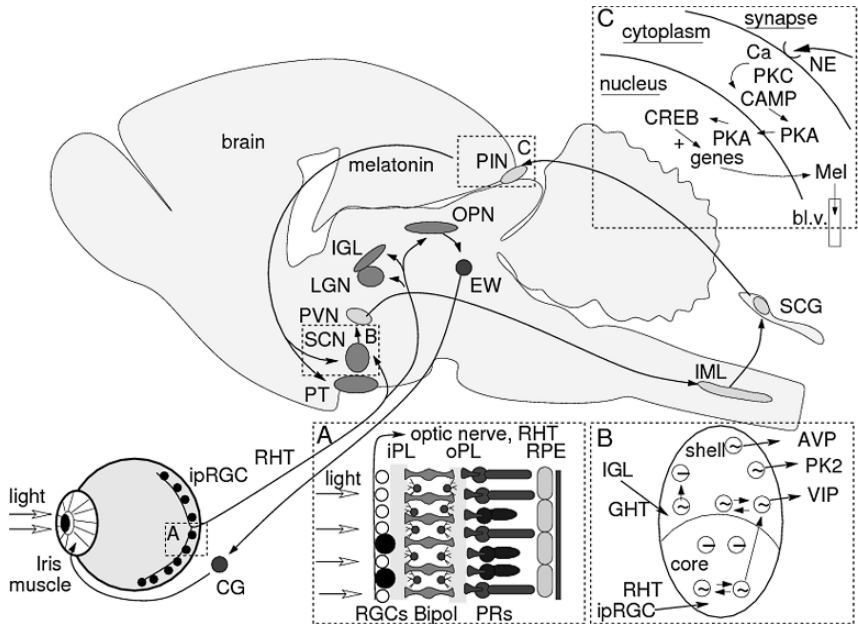 C
synapse
cytoplasm
Ca
NE
PKC
nucleus
CAMP
CREB
PKA
PKA
+
genes
Mel
bl.v.
brain
melatonin
PIN
C
OPN
IGL
LGN
EW
PVN
SCN
B
PT
SCG
IML
RHT
ipRGC
light
A
Iris
muscle
CG
A
optic nerve, RHT
iPL
oPL
RPE
light
RGCs Bipol
PRs
B
shell
AVP
PK2
VIP
IGL
GHT
core
RHT
ipRGC